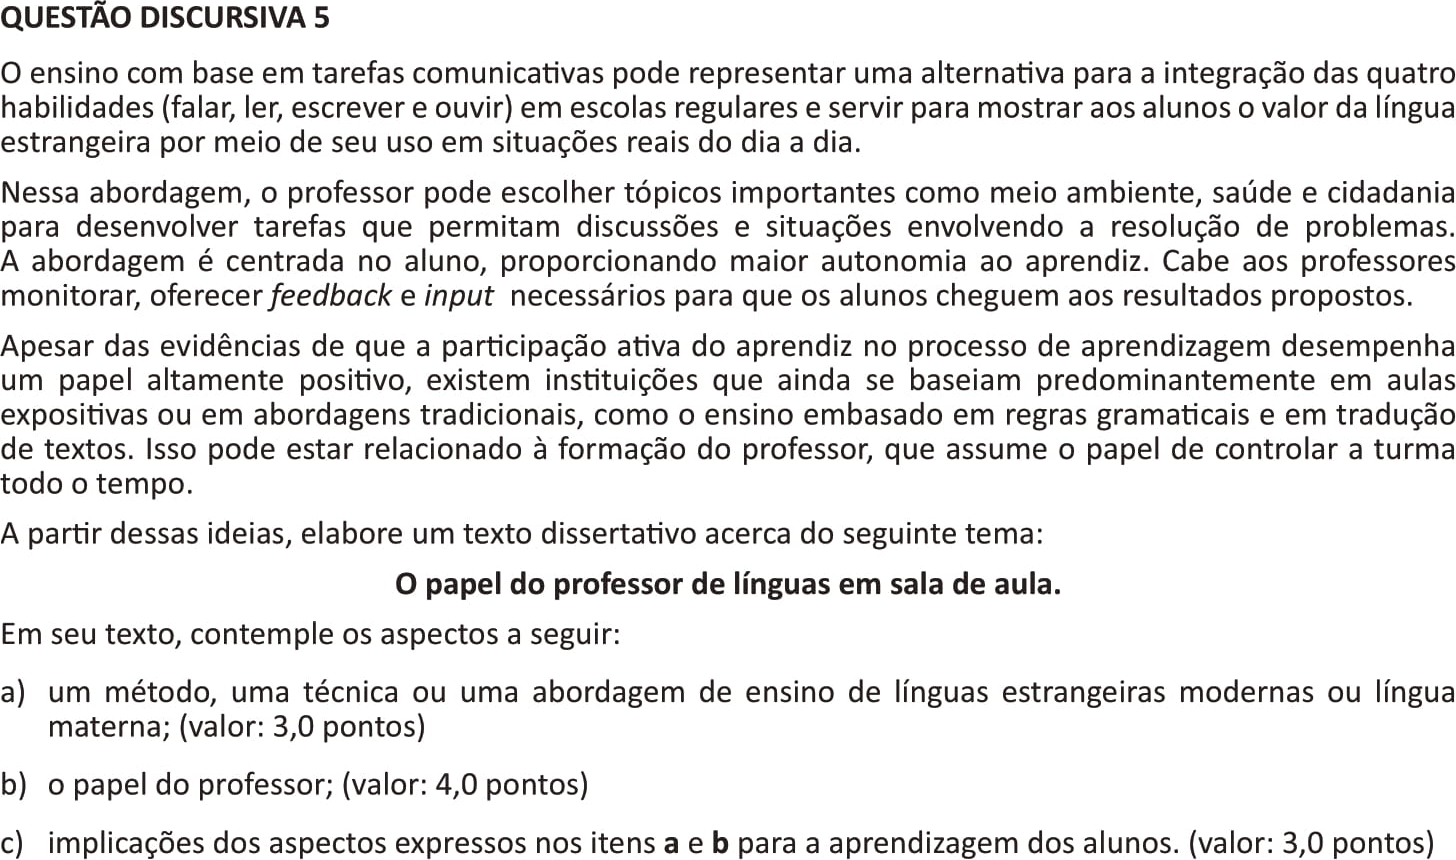 QUESTÃO DISCURSIVA 5
O ensino com base em tarefas comunicativas pode representar uma alternativa para a integração das quatro
habilidades (falar, ler, escrever e ouvir) em escolas regulares e servir para mostrar aos alunos o valor da língua
estrangeira por meio de seu uso em situações reais do dia a dia.
Nessa abordagem, o professor pode escolher tópicos importantes como meio ambiente, saúde e cidadania
para desenvolver tarefas que permitam discussões e situações envolvendo a resolução de problemas.
A abordagem é centrada no aluno, proporcionando maior autonomia ao aprendiz. Cabe aos professores
monitorar, oferecer feedback e input necessários para que os alunos cheguem aos resultados propostos.
Apesar das evidências de que a participação ativa do aprendiz no processo de aprendizagem desempenha
um papel altamente positivo, existem instituições que ainda se baseiam predominantemente em aulas
expositivas ou em abordagens tradicionais, como o ensino embasado em regras gramaticais e em tradução
de textos. Isso pode estar relacionado à formação do professor, que assume o papel de controlar a turma
todo o tempo.
A partir dessas ideias, elabore um texto dissertativo acerca do seguinte tema:
O papel do professor de línguas em sala de aula.
Em seu texto, contemple os aspectos a seguir:
a) um método, uma técnica ou uma abordagem de ensino de línguas estrangeiras modernas ou língua
materna; (valor: 3,0 pontos)
b) o papel do professor; (valor: 4,0 pontos)
c) implicações dos aspectos expressos nos itens a e b para a aprendizagem dos alunos. (valor: 3,0 pontos)